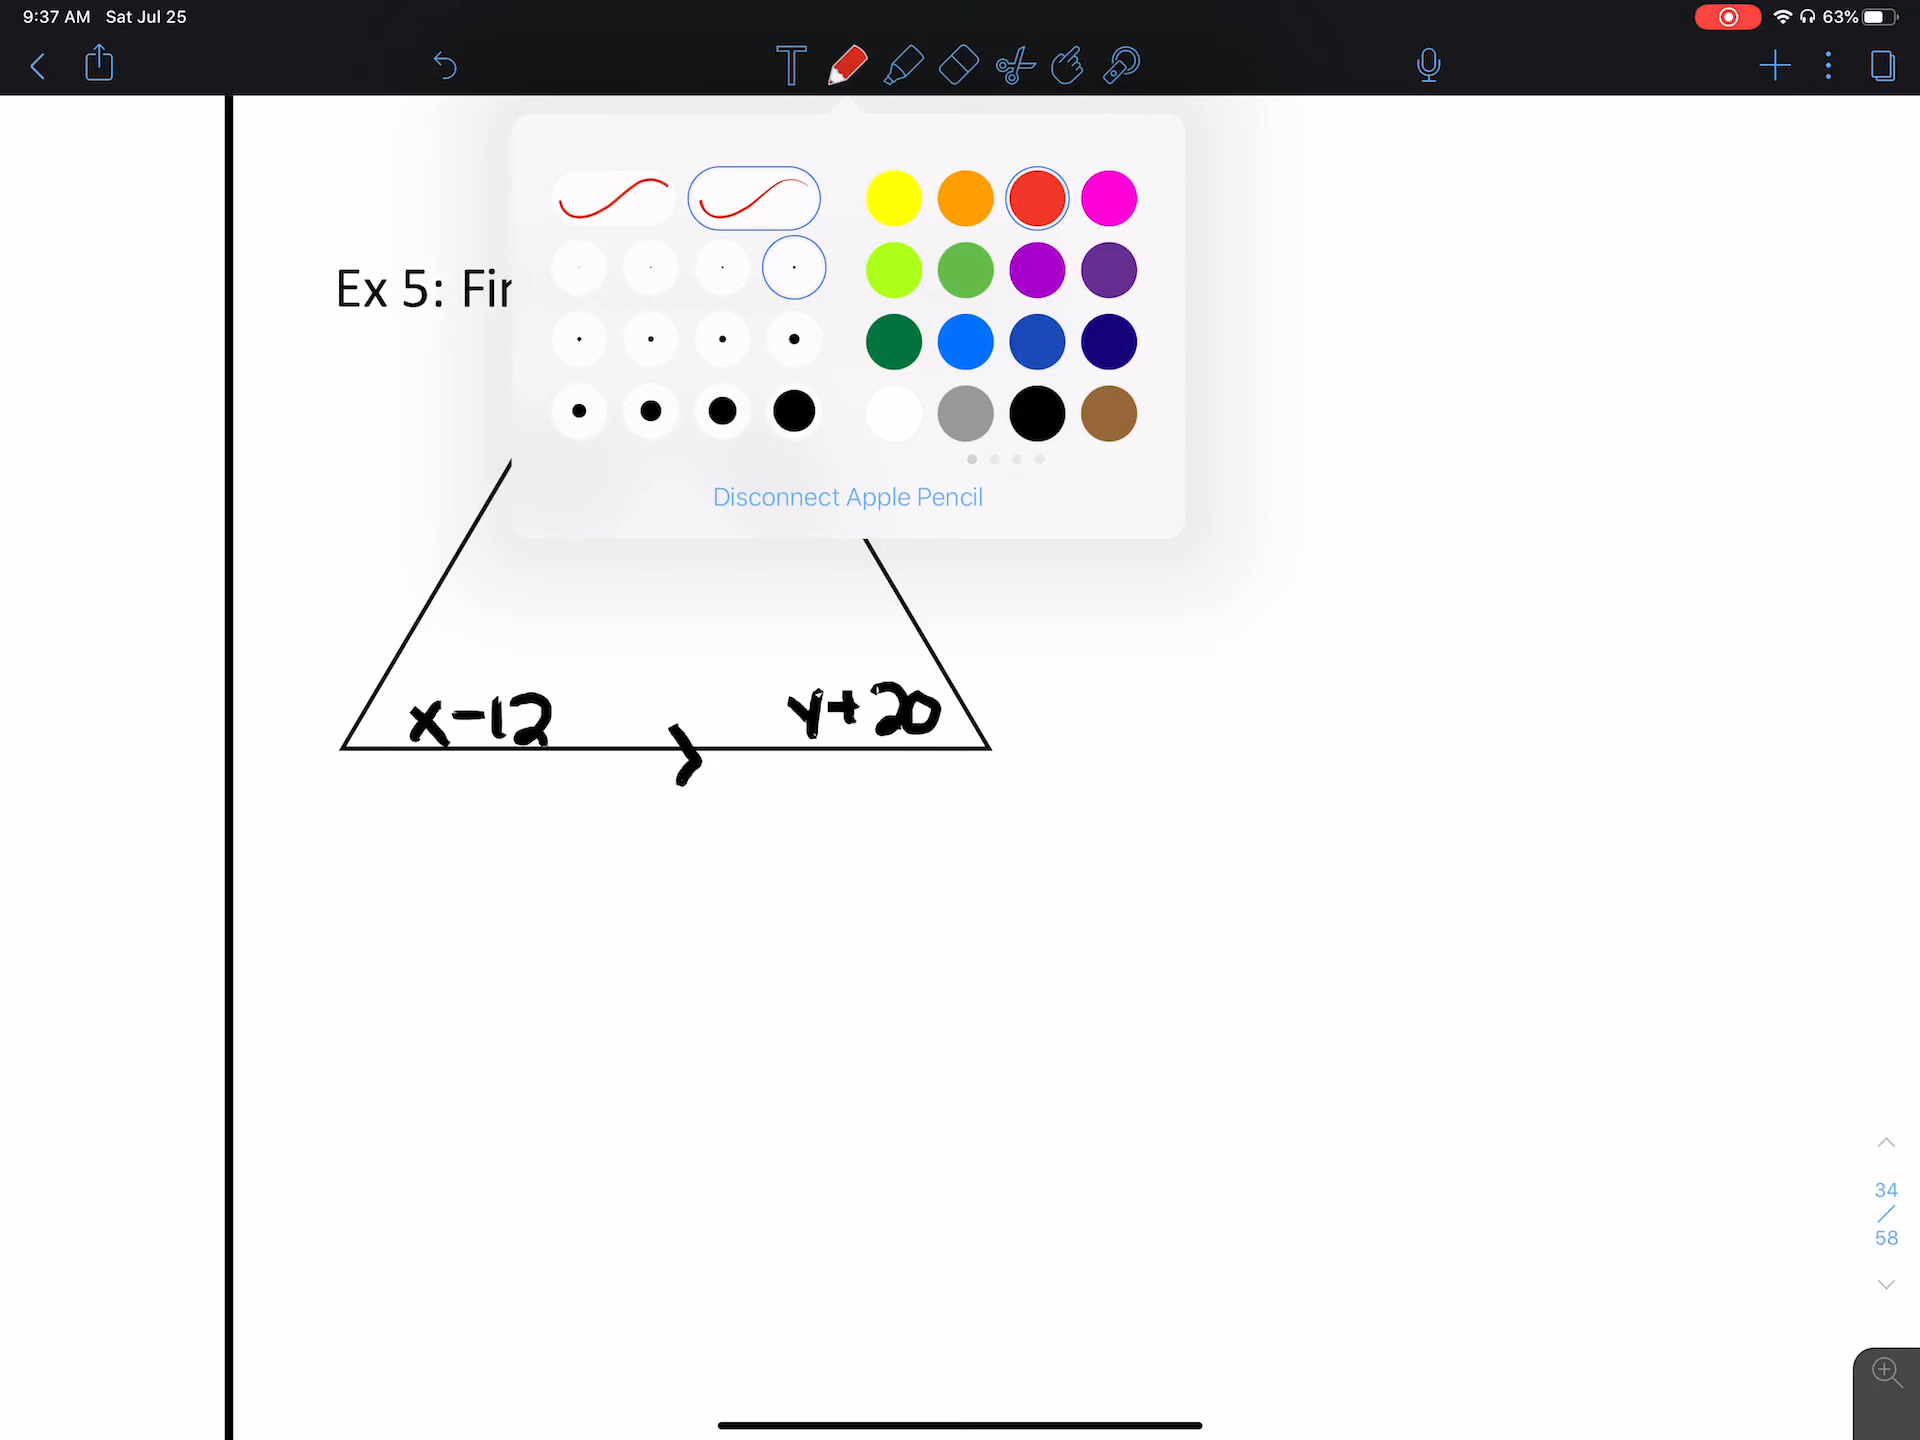 9:37 AM Sat Jul 25
63%
T
Ex 5: Fir
Disconnect Apple Pencil
x-12
y+20
34
58